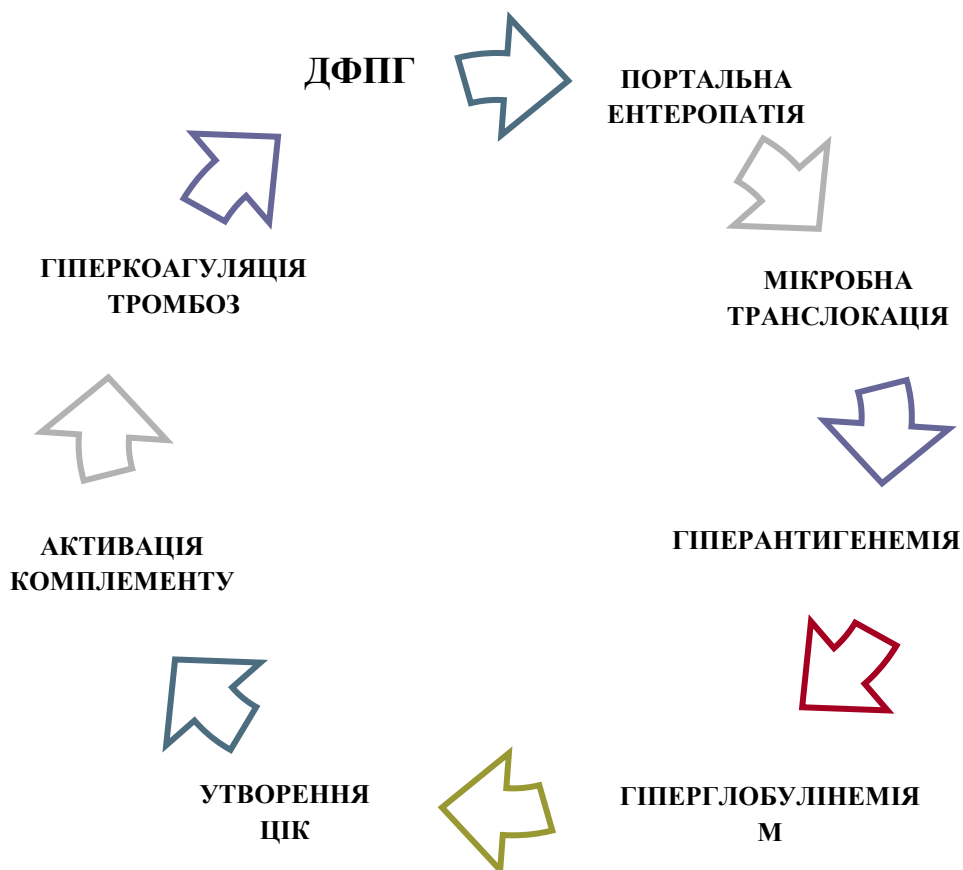 ДФПГ
ПОРТАЛЬНА
ЕНТЕРОПАТІЯ
МІКРОБНА
ТРАНСЛОКАЦІЯ
ГІПЕРАНТИГЕНЕМІЯ
ГІПЕРГЛОБУЛІНЕМІЯ
М
УТВОРЕННЯ
ЦІК
АКТИВАЦІЯ
КОМПЛЕМЕНТУ
ГІПЕРКОАГУЛЯЦІЯ
ТРОМБОЗ